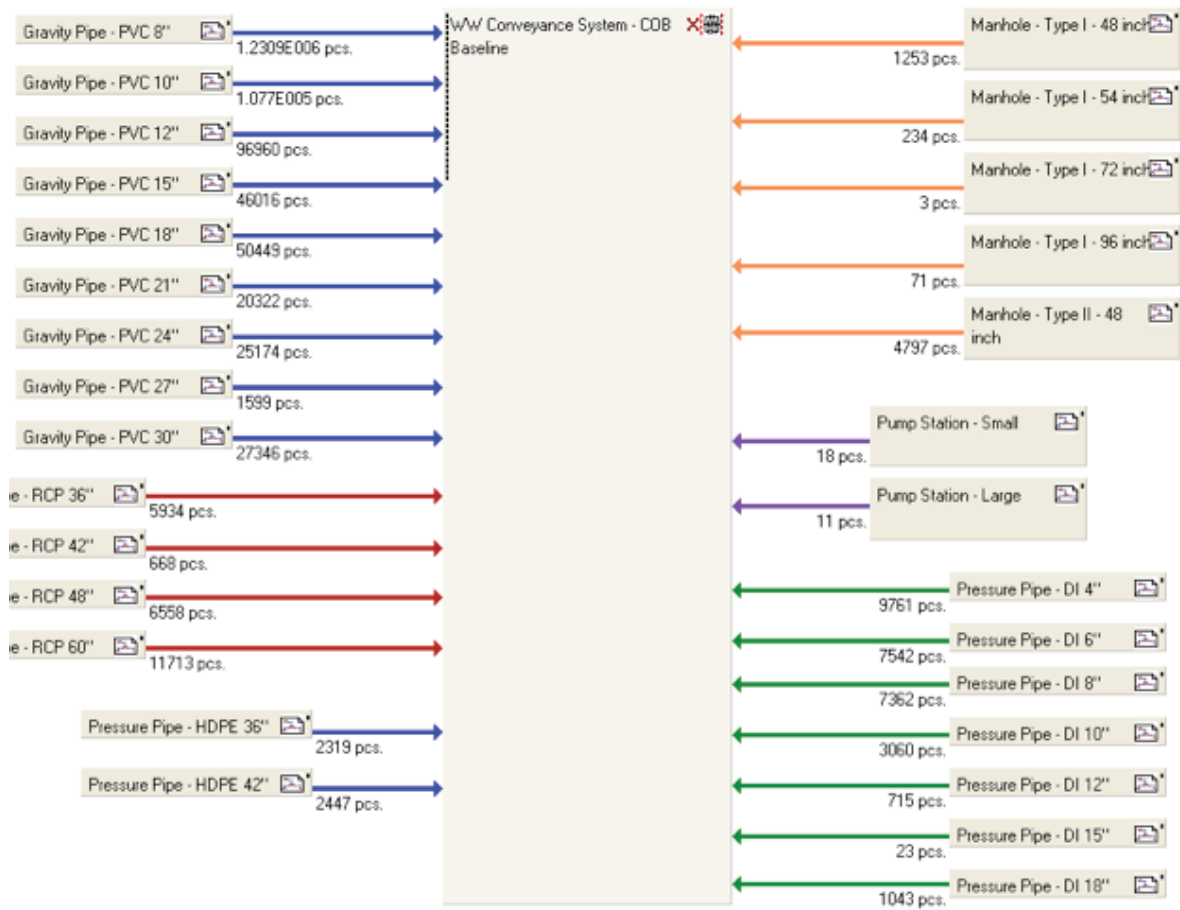 Gravity Pipe - PVC 8"
1.2309E006 pcs.
Gravity Pipe - PVC 10"
1.077E005 pcs.
Gravity Pipe - PVC 12"
96960 pcs.
Gravity Pipe - PVC 15"
46016 pcs.
Gravity Pipe - PVC 18"
50449 pcs.
Gravity Pipe - PVC 21"
20322 pcs.
Gravity Pipe - PVC 24"
25174 pcs.
Gravity Pipe - PVC 27"
1599 pcs.
Gravity Pipe - PVC 30"
27346 pcs.
e - RCP 36"
5934 pcs.
e - RCP 42"
668 pcs.
e - RCP 48"
6558 pcs.
e - RCP 60"
11713 pcs.
Pressure Pipe - HDPE 36"
2319 pcs.
Pressure Pipe - HDPE 42"
2447 pcs.
WW Conveyance System - COB
Baseline
Manhole - Type I - 48 inch
1253 pcs.
Manhole - Type I - 54 inch
234 pcs.
Manhole - Type I - 72 inch
3 pcs.
Manhole - Type I - 96 inch
71 pcs.
Manhole - Type II - 48
inch
4797 pcs.
Pump Station - Small
18 pcs.
Pump Station - Large
11 pcs.
Pressure Pipe - DI 4"
9761 pcs.
Pressure Pipe - DI 6"
7542 pcs.
Pressure Pipe - DI 8"
7362 pcs.
Pressure Pipe - DI 10"
3060 pcs.
Pressure Pipe - DI 12"
715 pcs.
Pressure Pipe - DI 15"
23 pcs.
Pressure Pipe - DI 18"
1043 pcs.